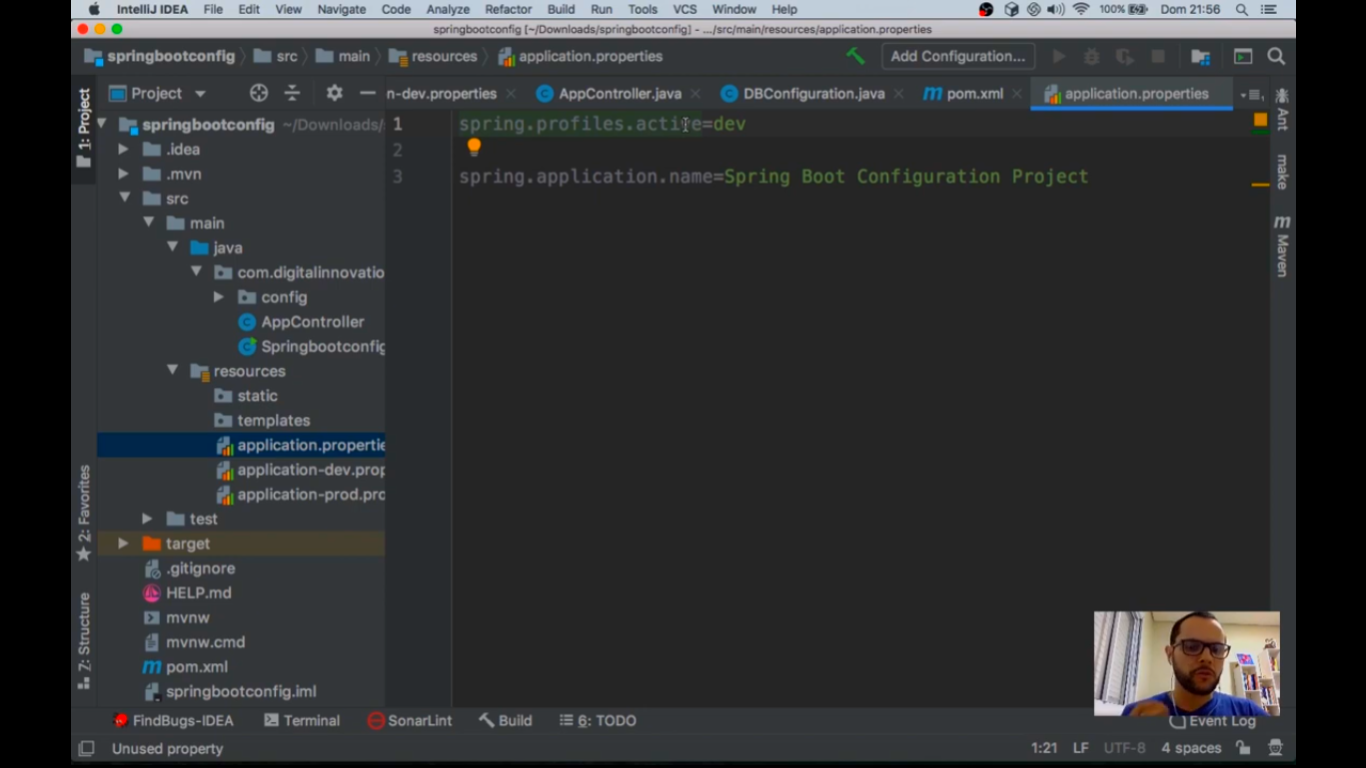 IntelliJ IDEA File Edit View Navigate Code Analyze Refactor Build Run Tools VCS Window Help 100% Dom 21:56
springbootconfig [~/Downloads/springbootconfig] - .../src/main/resources/application.properties
springbootconfig src main resources application.properties Add Configuration...
1: Project
Project
n-dev.properties AppController.java DBConfiguration.java pom.xml application.properties
springbootconfig ~/Downloads/
.idea
.mvn
src
main
java
com.digitalinnovatio
config
AppController
Springbootconfig
resources
static
templates
application.propertie
application-dev.prop
application-prod.pro
test
target
.gitignore
HELP.md
mvnw
mvnw.cmd
pom.xml
springbootconfig.iml
1 spring.profiles.active=dev
2
3 spring.application.name=Spring Boot Configuration Project
Ant
make
m Maven
2: Favorites
7: Structure
FindBugs-IDEA Terminal SonarLint Build 6: TODO Event Log
Unused property 1:21 LF UTF-8 4 spaces